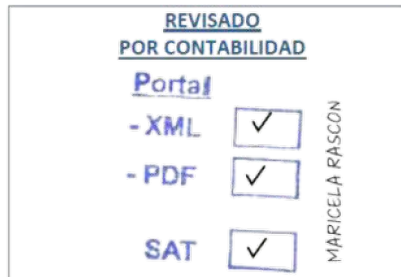 REVISADO
POR CONTABILIDAD
Portal
- XML ✓
- PDF ✓
SAT ✓
MARICELA RASCON